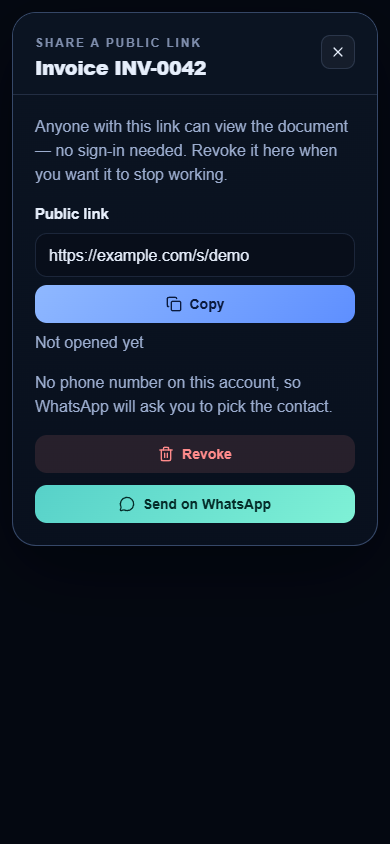 SHARE A PUBLIC LINK
Invoice INV-0042
Anyone with this link can view the document
— no sign-in needed. Revoke it here when
you want it to stop working.
Public link
https://example.com/s/demo
Copy
Not opened yet
No phone number on this account, so
WhatsApp will ask you to pick the contact.
Revoke
Send on WhatsApp